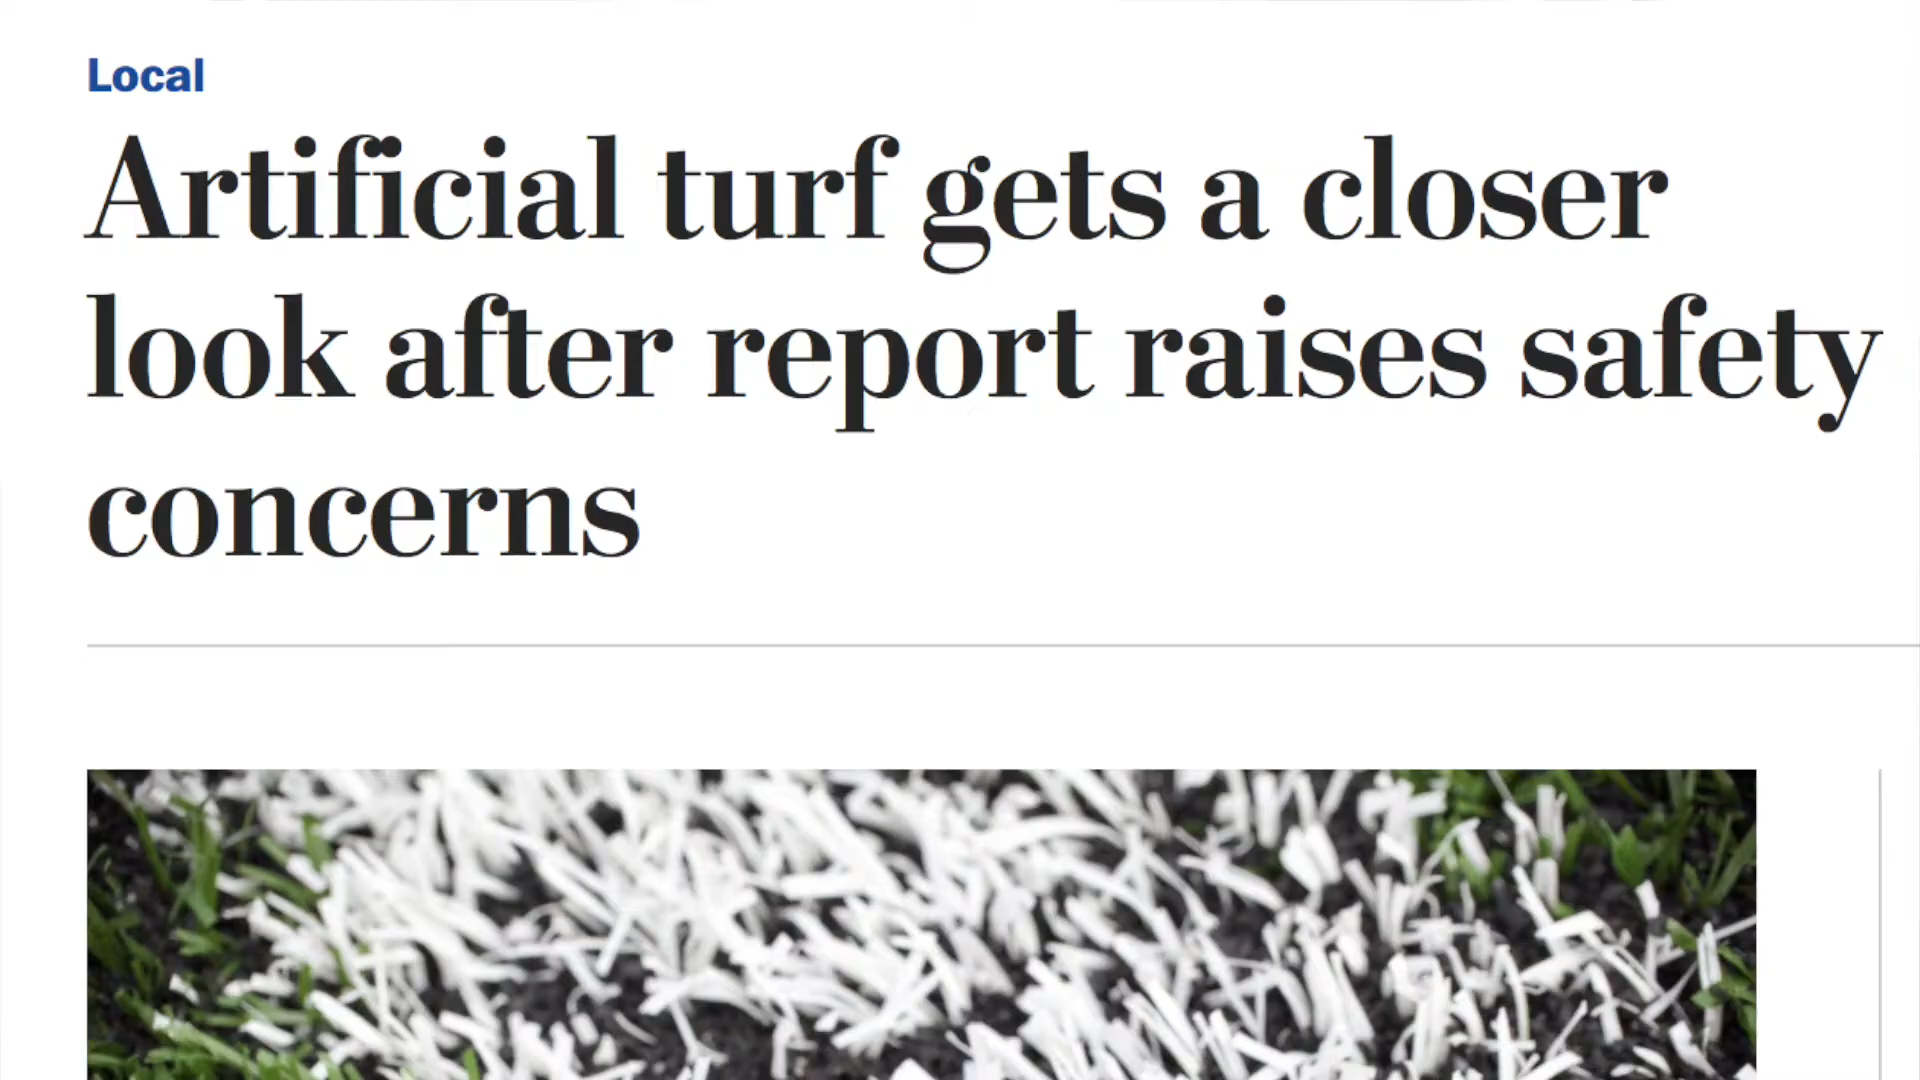 Local
Artificial turf gets a closer
look after report raises safety
concerns